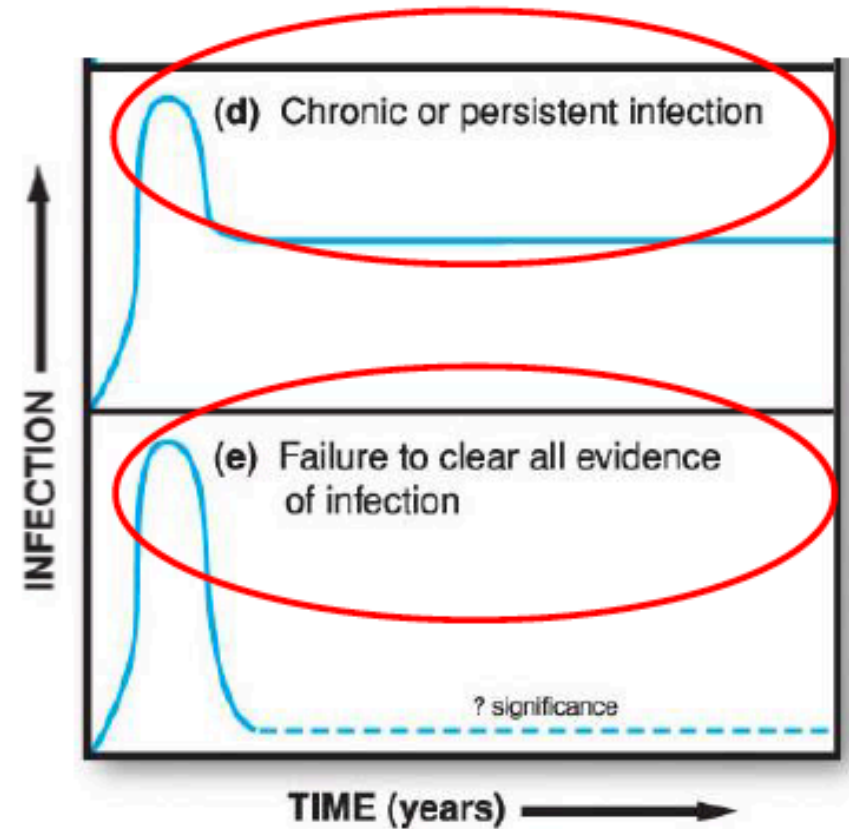 (d) Chronic or persistent infection
(e) Failure to clear all evidence
of infection
? significance
INFECTION
TIME (years)